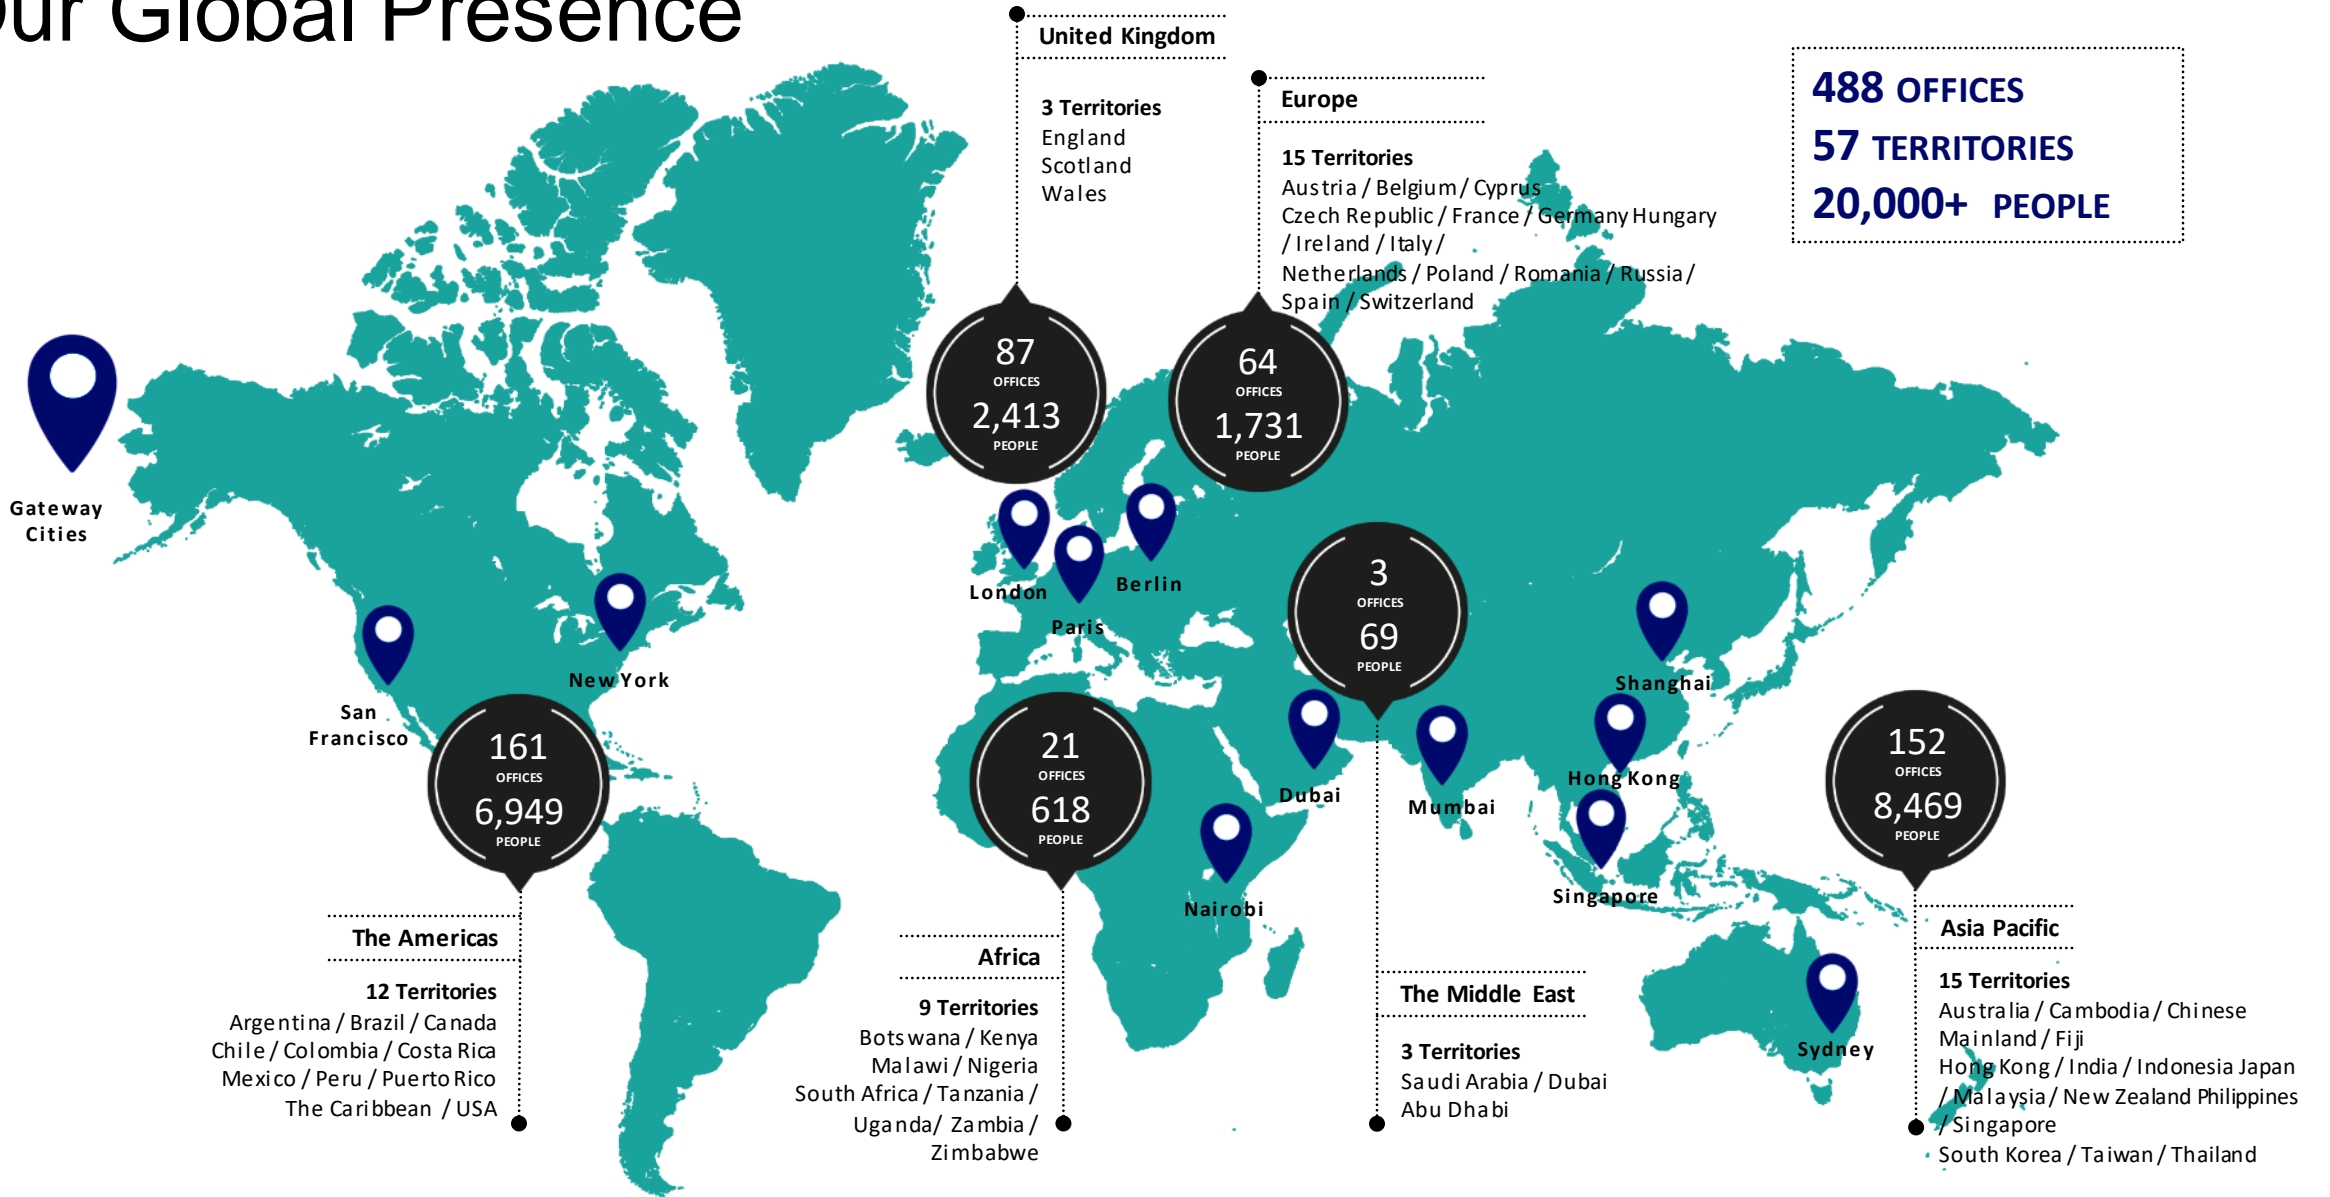 Our Global Presence
United Kingdom
3 Territories
England
Scotland
Wales
Europe
15 Territories
Austria / Belgium / Cyprus
Czech Republic / France / Germany Hungary
/ Ireland / Italy /
Netherlands / Poland / Romania / Russia /
Spain / Switzerland
488 OFFICES
57 TERRITORIES
20,000+ PEOPLE
87
OFFICES
2,413
PEOPLE
64
OFFICES
1,731
PEOPLE
Gateway
Cities
London
Paris
Berlin
3
OFFICES
69
PEOPLE
New York
San
Francisco
Shanghai
Hong Kong
Dubai
Mumbai
Singapore
Nairobi
Sydney
161
OFFICES
6,949
PEOPLE
21
OFFICES
618
PEOPLE
152
OFFICES
8,469
PEOPLE
The Americas
12 Territories
Argentina / Brazil / Canada
Chile / Colombia / Costa Rica
Mexico / Peru / Puerto Rico
The Caribbean / USA
Africa
9 Territories
Botswana / Kenya
Malawi / Nigeria
South Africa / Tanzania /
Uganda/ Zambia /
Zimbabwe
The Middle East
3 Territories
Saudi Arabia / Dubai
Abu Dhabi
Asia Pacific
15 Territories
Australia / Cambodia / Chinese
Mainland / Fiji
Hong Kong / India / Indonesia Japan
/ Malaysia / New Zealand Philippines
/ Singapore
South Korea / Taiwan / Thailand